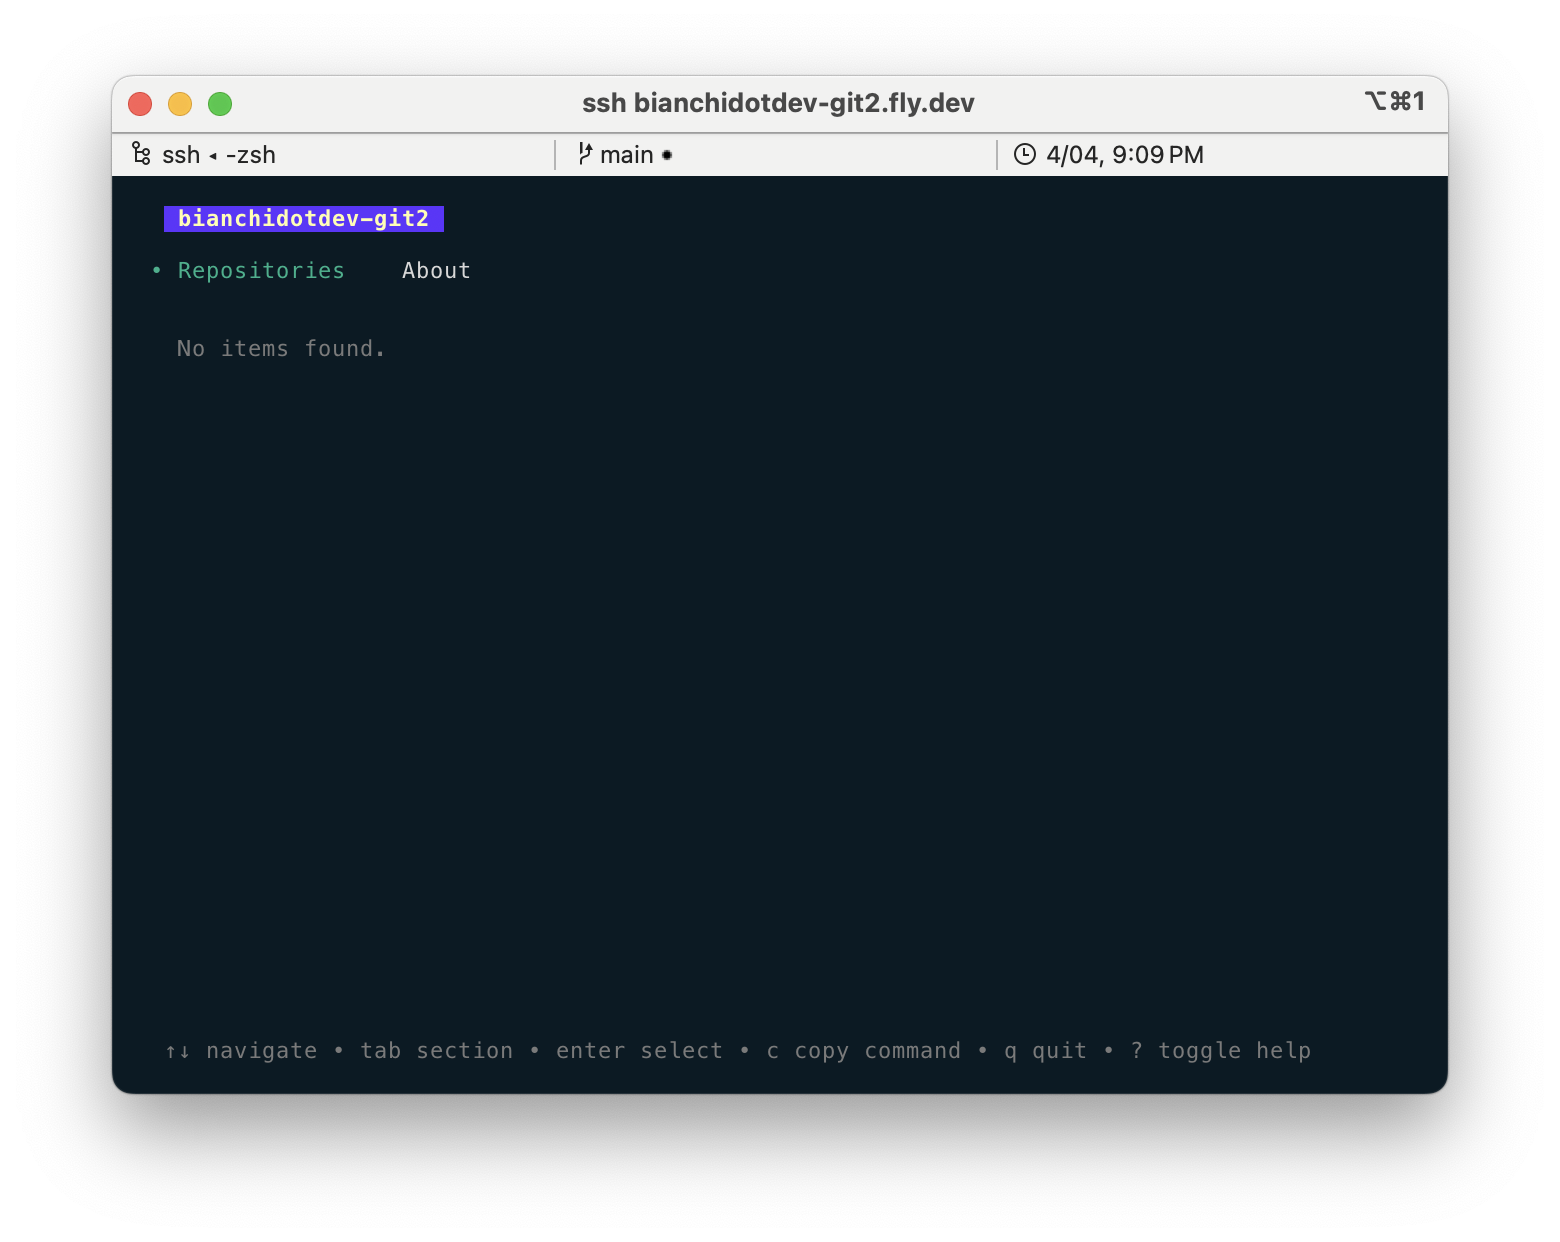 ssh bianchidotdev-git2.fly.dev ⌥⌘1
ssh ◂ -zsh main ● 4/04, 9:09 PM
bianchidotdev-git2
• Repositories About
No items found.
↑↓ navigate • tab section • enter select • c copy command • q quit • ? toggle help